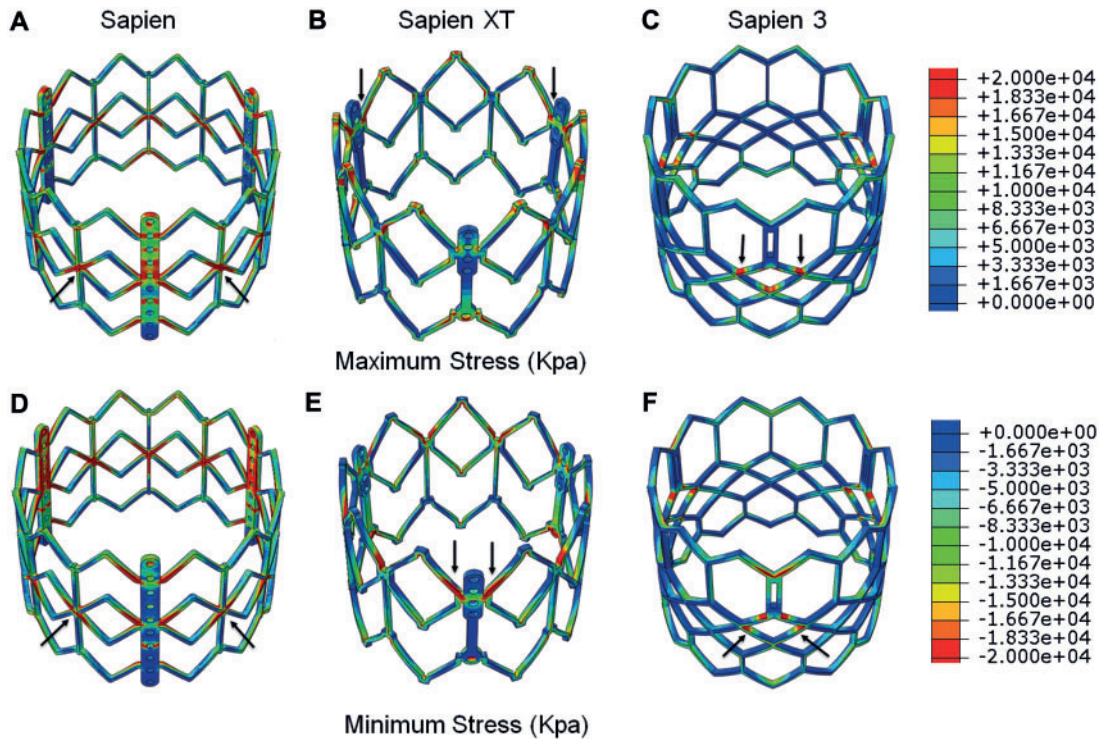 A Sapien
B Sapien XT
C Sapien 3
+2.000e+04
+1.833e+04
+1.667e+04
+1.500e+04
+1.333e+04
+1.167e+04
+1.000e+04
+8.333e+03
+6.667e+03
+5.000e+03
+3.333e+03
+1.667e+03
+0.000e+00
Maximum Stress (Kpa)
D
E
F
+0.000e+00
-1.667e+03
-3.333e+03
-5.000e+03
-6.667e+03
-8.333e+03
-1.000e+04
-1.167e+04
-1.333e+04
-1.500e+04
-1.667e+04
-1.833e+04
-2.000e+04
Minimum Stress (Kpa)